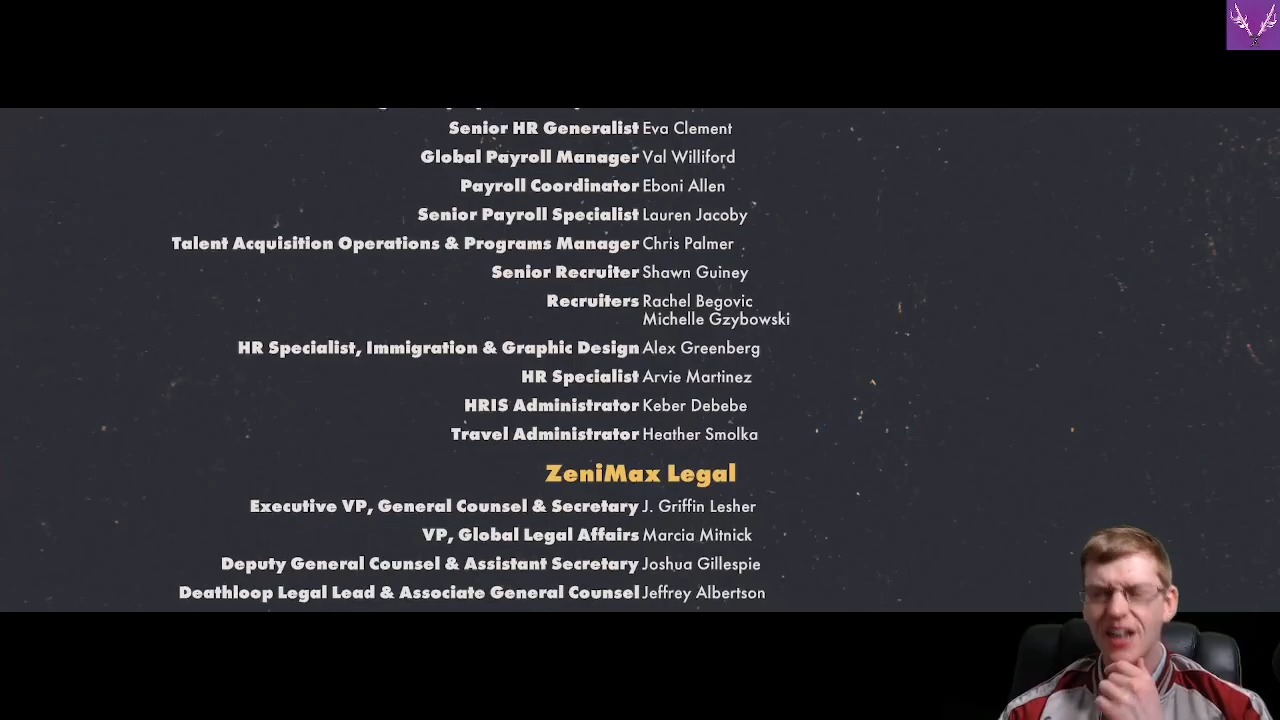 Senior HR Generalist Eva Clement
Global Payroll Manager Val Williford
Payroll Coordinator Eboni Allen
Senior Payroll Specialist Lauren Jacoby
Talent Acquisition Operations & Programs Manager Chris Palmer
Senior Recruiter Shawn Guiney
Recruiters Rachel Begovic
Michelle Gzybowski
HR Specialist, Immigration & Graphic Design Alex Greenberg
HR Specialist Arvie Martinez
HRIS Administrator Keber Debebe
Travel Administrator Heather Smolka
ZeniMax Legal
Executive VP, General Counsel & Secretary J. Griffin Lesher
VP, Global Legal Affairs Marcia Mitnick
Deputy General Counsel & Assistant Secretary Joshua Gillespie
Deathloop Legal Lead & Associate General Counsel Jeffrey Albertson